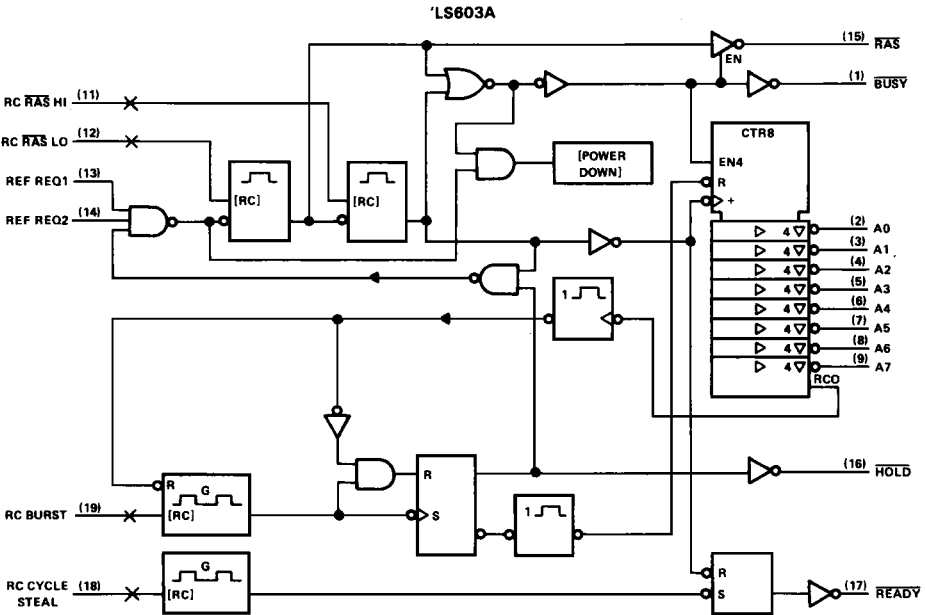 'LS603A
(15) RAS
EN
(1) BUSY
RC RAS HI (11)
CTR8
RC RAS LO (12)
[POWER
DOWN]
EN4
REF REQ1 (13)
[RC]
[RC]
R
+
REF REQ2 (14)
4 (2) A0
4 (3) A1
4 (4) A2
1
4 (5) A3
4 (6) A4
4 (7) A5
4 (8) A6
4 (9) A7
RCO
R
(16) HOLD
R
G
RC BURST (19)
[RC]
S
1
G
R
RC CYCLE
STEAL
(18)
[RC]
S
(17) READY